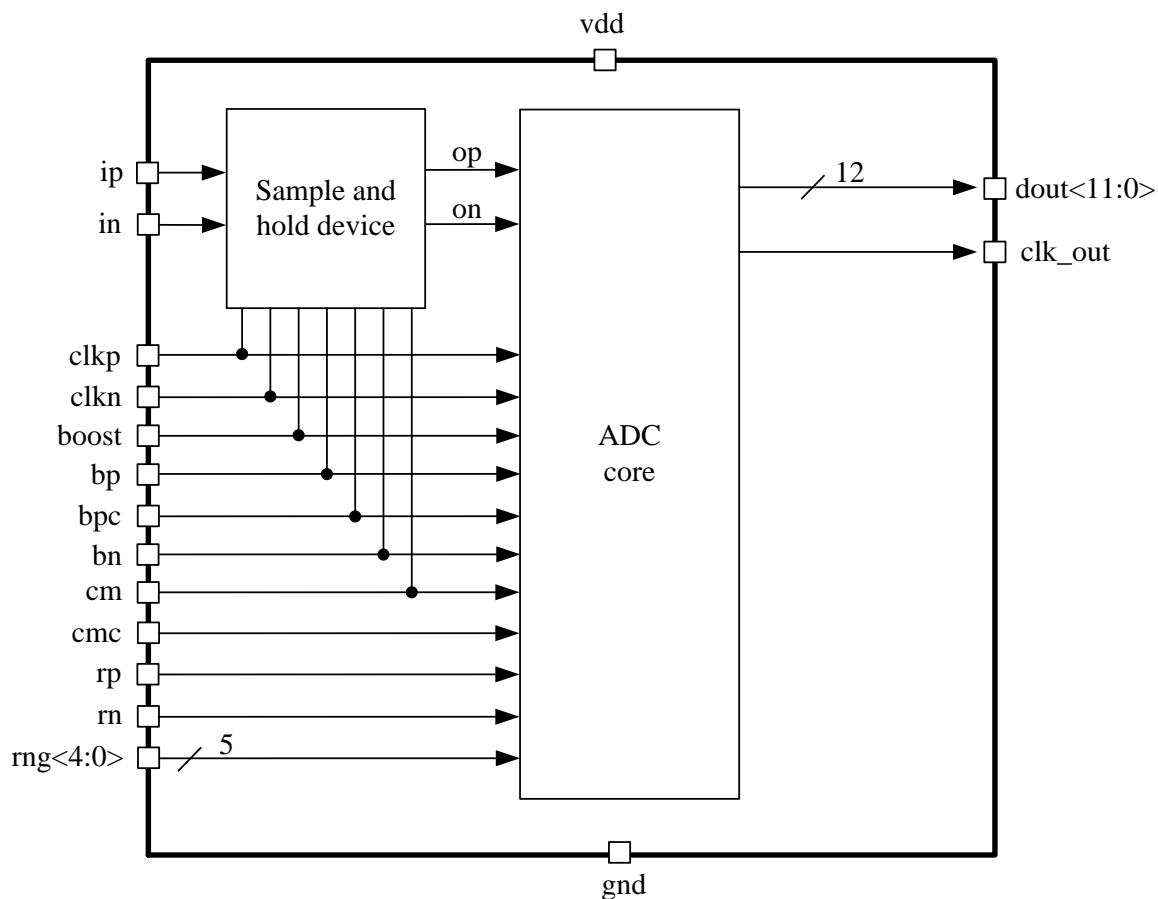 vdd
ip
in
Sample and
hold device
op
on
12
dout<11:0>
clk_out
clkp
clkn
boost
bp
bpc
bn
cm
cmc
rp
rn
rng<4:0>
5
ADC
core
gnd